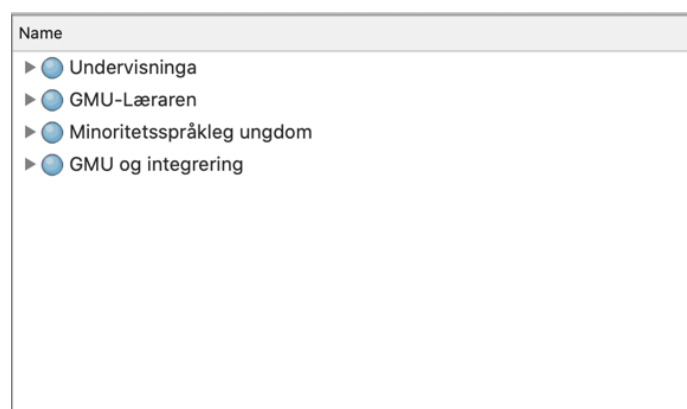 Name
Undervisninga
GMU-Læraren
Minoritetsspråkleg ungdom
GMU og integrering